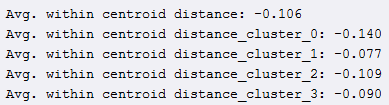 Avg. within centroid distance: -0.106
Avg. within centroid distance_cluster_0: -0.140
Avg. within centroid distance_cluster_1: -0.077
Avg. within centroid distance_cluster_2: -0.109
Avg. within centroid distance_cluster_3: -0.090